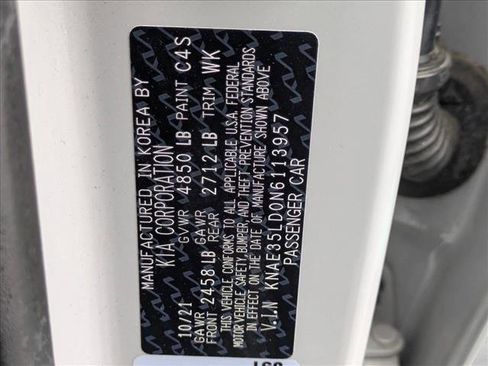 MANUFACTURED IN KOREA BY
KIA CORPORATION
10/21 GVWR 4850 LB PAINT C4S
GAWR FRONT 2458 LB GAWR REAR 2712 LB TRIM WK
THIS VEHICLE CONFORMS TO ALL APPLICABLE U.S.A. FEDERAL
MOTOR VEHICLE SAFETY, BUMPER, AND THEFT PREVENTION STANDARDS
IN EFFECT ON THE DATE OF MANUFACTURE SHOWN ABOVE
V.I.N KNAE35LD0N6113957
PASSENGER CAR